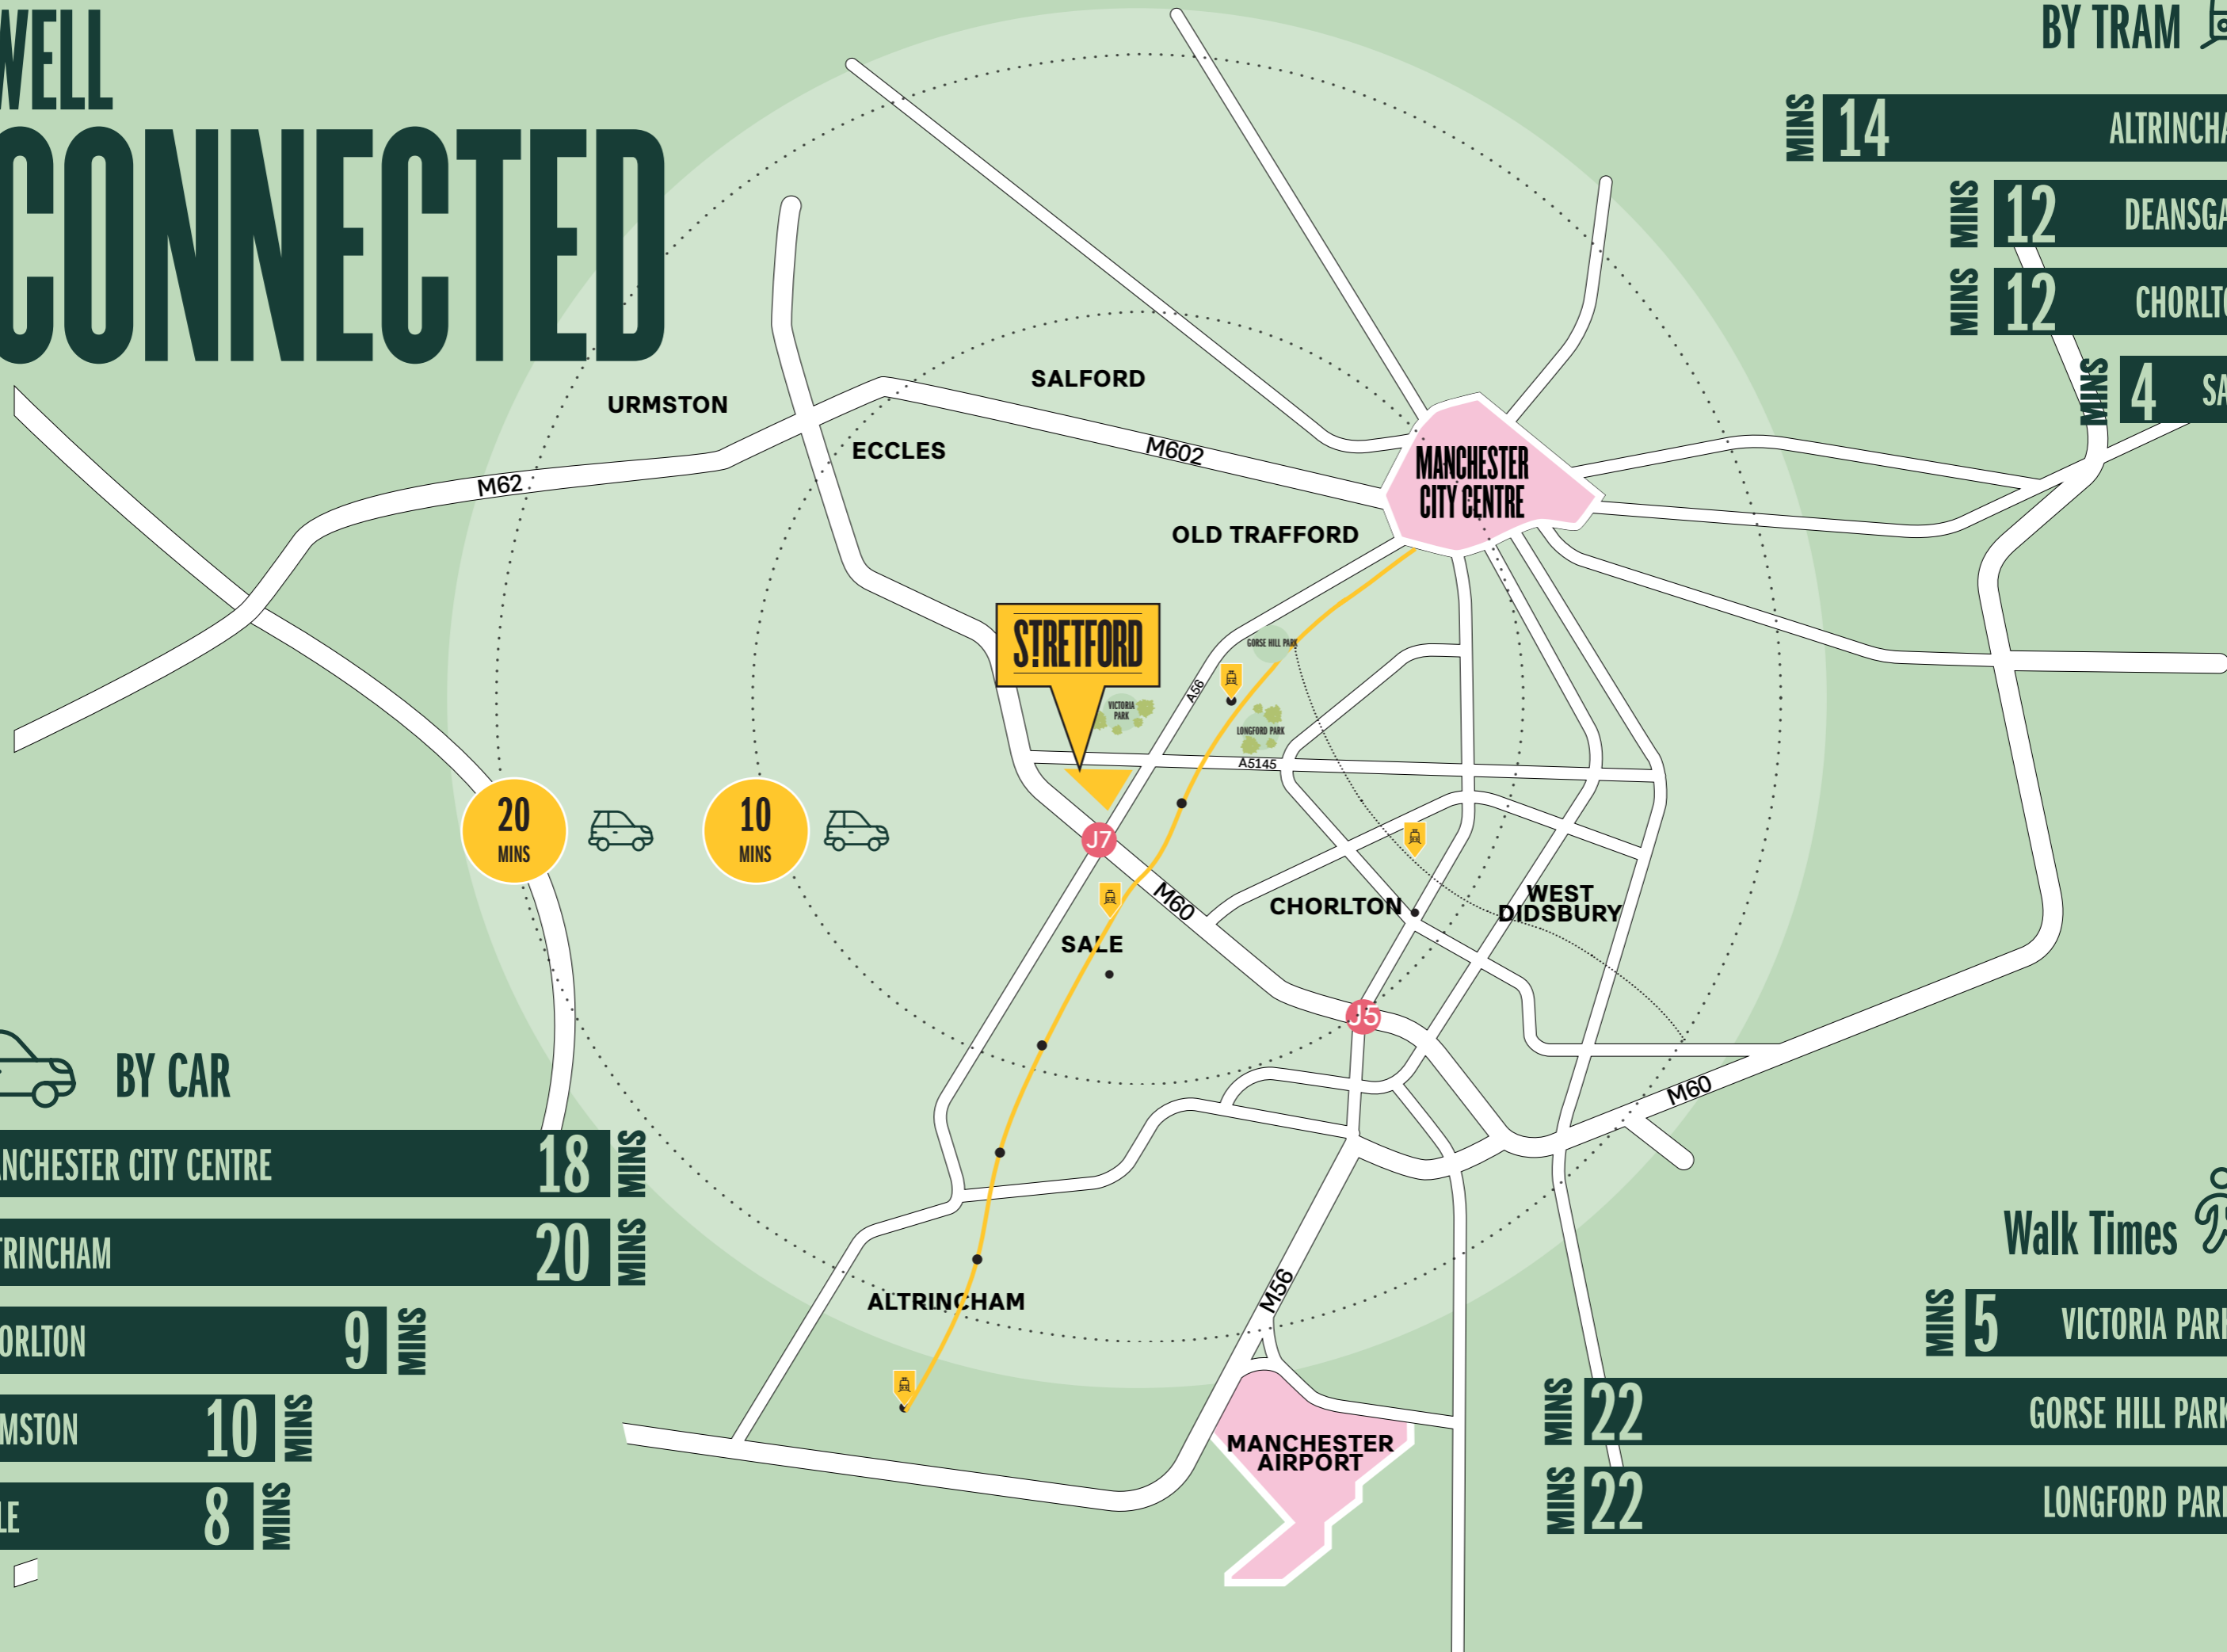 WELL
CONNECTED
BY TRAM
MINS 14 ALTRINCHA
MINS 12 DEANSGA
MINS 12 CHORLTO
MINS 4 SA
URMSTON
SALFORD
ECCLES
M602
M62
MANCHESTER
CITY CENTRE
OLD TRAFFORD
STRETFORD
GORSE HILL PARK
A56
VICTORIA
PARK
LONGFORD PARK
A5145
20
MINS
10
MINS
J7
M60
CHORLTON
WEST
DIDSBURY
SALE
J5
M60
BY CAR
NCHESTER CITY CENTRE 18 MINS
TRINCHAM 20 MINS
ORLTON 9 MINS
MSTON 10 MINS
LE 8 MINS
ALTRINCHAM
M56
MANCHESTER
AIRPORT
Walk Times
MINS 5 VICTORIA PARK
MINS 22 GORSE HILL PARK
MINS 22 LONGFORD PARK